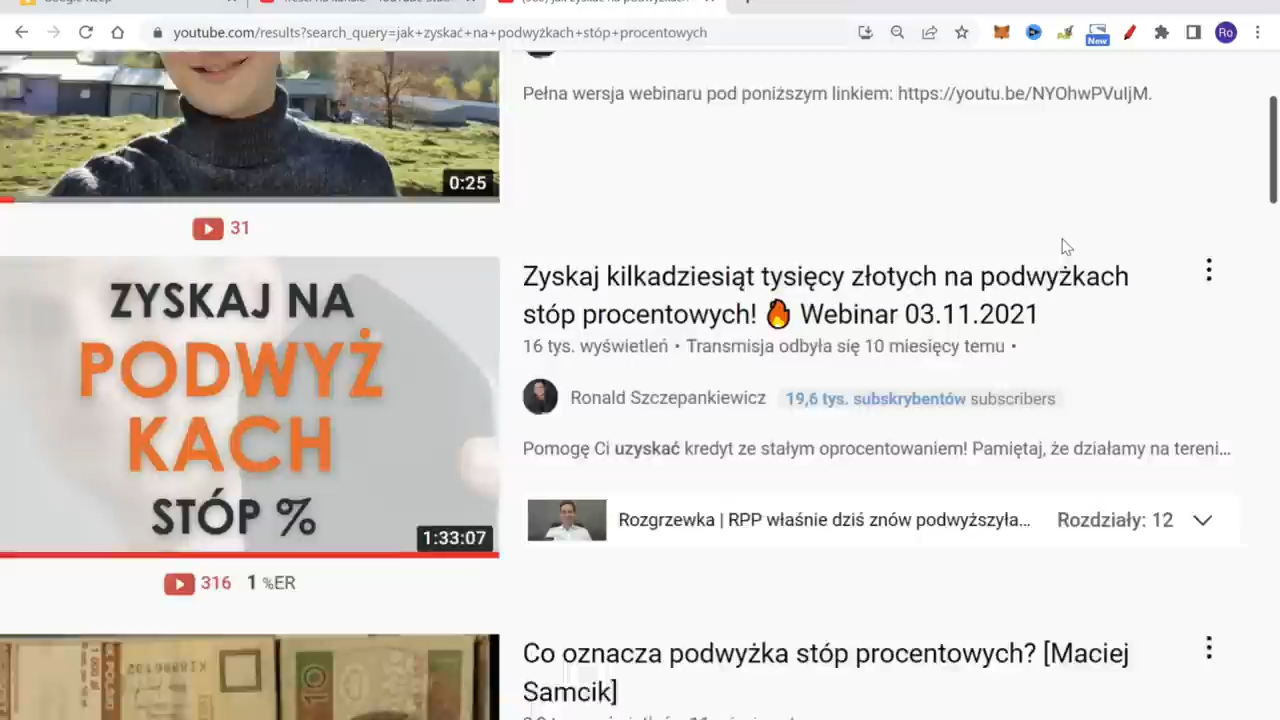 youtube.com/results?search_query=jak+zyskać+na+podwyżkach+stóp+procentowych
New
Ro
Pełna wersja webinaru pod poniższym linkiem: https://youtu.be/NYOhwPVuljM.
0:25
31
ZYSKAJ NA
PODWYŻ
KACH
STÓP %
1:33:07
316 1 %ER
Zyskaj kilkadziesiąt tysięcy złotych na podwyżkach
stóp procentowych! 🔥 Webinar 03.11.2021
16 tys. wyświetleń • Transmisja odbyła się 10 miesięcy temu •
Ronald Szczepankiewicz 19,6 tys. subskrybentów subscribers
Pomogę Ci uzyskać kredyt ze stałym oprocentowaniem! Pamiętaj, że działamy na tereni...
Rozgrzewka | RPP właśnie dziś znów podwyższyła... Rozdziały: 12
Co oznacza podwyżka stóp procentowych? [Maciej
Samcik]
10